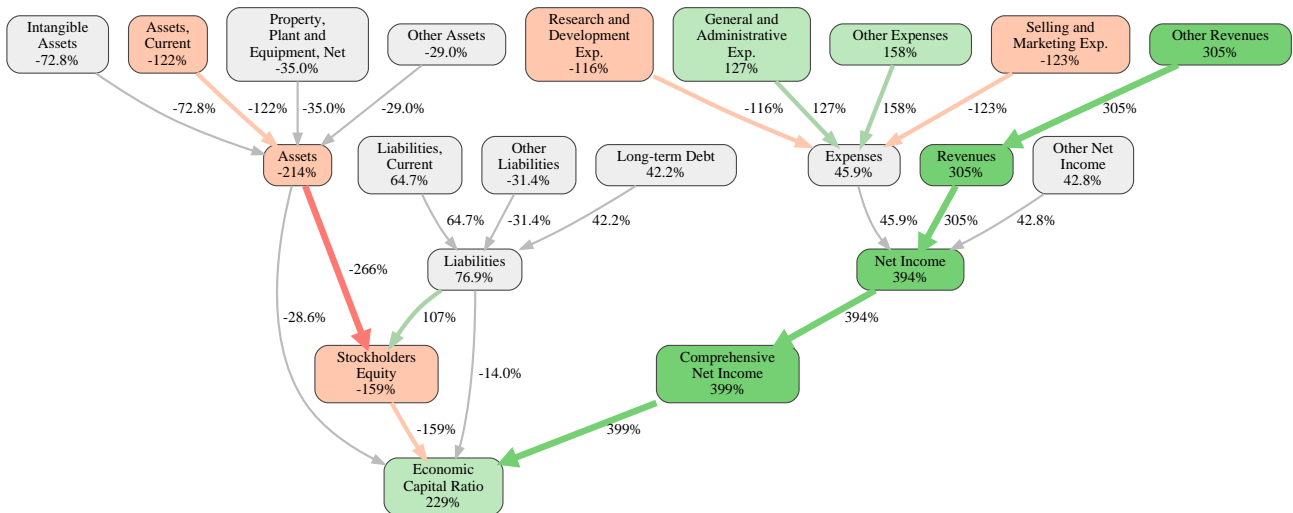 Intangible
Assets
-72.8%
Assets,
Current
-122%
Property,
Plant and
Equipment, Net
-35.0%
Other Assets
-29.0%
Research and
Development
Exp.
-116%
General and
Administrative
Exp.
127%
Other Expenses
158%
Selling and
Marketing Exp.
-123%
Other Revenues
305%
-72.8%
-122%
-35.0%
-29.0%
-116%
127%
158%
-123%
305%
Assets
-214%
Liabilities,
Current
64.7%
Other
Liabilities
-31.4%
Long-term Debt
42.2%
Expenses
45.9%
Revenues
305%
Other Net
Income
42.8%
64.7%
-31.4%
42.2%
45.9%
305%
42.8%
-266%
Liabilities
76.9%
Net Income
394%
-28.6%
107%
394%
Stockholders
Equity
-159%
-14.0%
Comprehensive
Net Income
399%
-159%
399%
Economic
Capital Ratio
229%